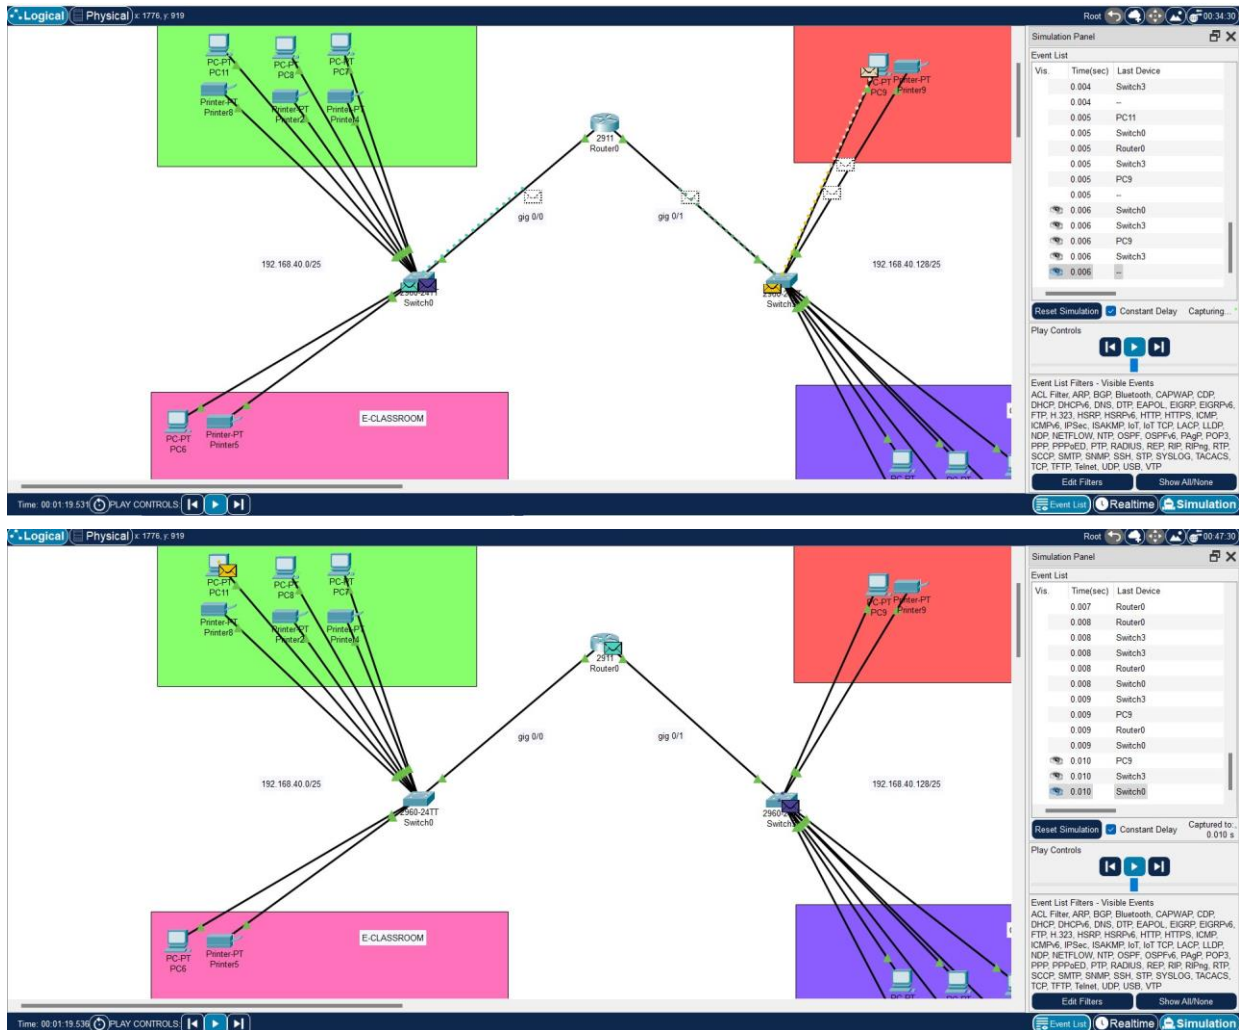 Logical Physical x: 1776, y: 919 Root 00:34:30
Simulation Panel
Event List
Vis. Time(sec) Last Device
0.004 Switch3
0.004 --
0.005 PC11
0.005 Switch0
0.005 Router0
0.005 Switch3
0.005 PC9
0.005 --
0.006 Switch0
0.006 Switch3
0.006 PC9
0.006 Switch3
0.006 --
Reset Simulation Constant Delay Capturing...
Play Controls
Event List Filters - Visible Events
ACL Filter, ARP, BGP, Bluetooth, CAPWAP, CDP,
DHCP, DHCPv6, DNS, DTP, EAPOL, EIGRP, EIGRPv6,
FTP, H.323, HSRP, HSRPv6, HTTP, HTTPS, ICMP,
ICMPv6, IPSec, ISAKMP, IoT, IoT TCP, LACP, LLDP,
NDP, NETFLOW, NTP, OSPF, OSPFv6, PAgP, POP3,
PPP, PPPoED, PTP, RADIUS, REP, RIP, RIPng, RTP,
SCCP, SMTP, SNMP, SSH, STP, SYSLOG, TACACS,
TCP, TFTP, Telnet, UDP, USB, VTP
Edit Filters Show All/None
PC-PT
PC11
PC-PT
PC8
PC-PT
PC7
Printer-PT
Printer8
Printer-PT
Printer2
Printer-PT
Printer4
2911
Router0
PC-PT
PC9
Printer-PT
Printer9
gig 0/0
gig 0/1
192.168.40.0/25
192.168.40.128/25
2960-24TT
Switch0
Switch
E-CLASSROOM
PC-PT
PC6
Printer-PT
Printer5
PC-PT
Time: 00:01:19.531 PLAY CONTROLS: Event List Realtime Simulation
Logical Physical x: 1776, y: 919 Root 00:47:30
Simulation Panel
Event List
Vis. Time(sec) Last Device
0.007 Router0
0.008 Router0
0.008 Switch3
0.008 Switch3
0.008 Router0
0.008 Switch0
0.009 Switch3
0.009 PC9
0.009 Router0
0.009 Switch0
0.010 PC9
0.010 Switch3
0.010 Switch0
Reset Simulation Constant Delay Captured to:
0.010 s
Play Controls
Event List Filters - Visible Events
ACL Filter, ARP, BGP, Bluetooth, CAPWAP, CDP,
DHCP, DHCPv6, DNS, DTP, EAPOL, EIGRP, EIGRPv6,
FTP, H.323, HSRP, HSRPv6, HTTP, HTTPS, ICMP,
ICMPv6, IPSec, ISAKMP, IoT, IoT TCP, LACP, LLDP,
NDP, NETFLOW, NTP, OSPF, OSPFv6, PAgP, POP3,
PPP, PPPoED, PTP, RADIUS, REP, RIP, RIPng, RTP,
SCCP, SMTP, SNMP, SSH, STP, SYSLOG, TACACS,
TCP, TFTP, Telnet, UDP, USB, VTP
Edit Filters Show All/None
PC-PT
PC11
PC-PT
PC8
PC-PT
PC7
Printer-PT
Printer8
Printer-PT
Printer2
Printer-PT
Printer4
2911
Router0
PC-PT
PC9
Printer-PT
Printer9
gig 0/0
gig 0/1
192.168.40.0/25
192.168.40.128/25
2960-24TT
Switch0
Switch
E-CLASSROOM
PC-PT
PC6
Printer-PT
Printer5
PC-PT
Time: 00:01:19.536 PLAY CONTROLS: Event List Realtime Simulation